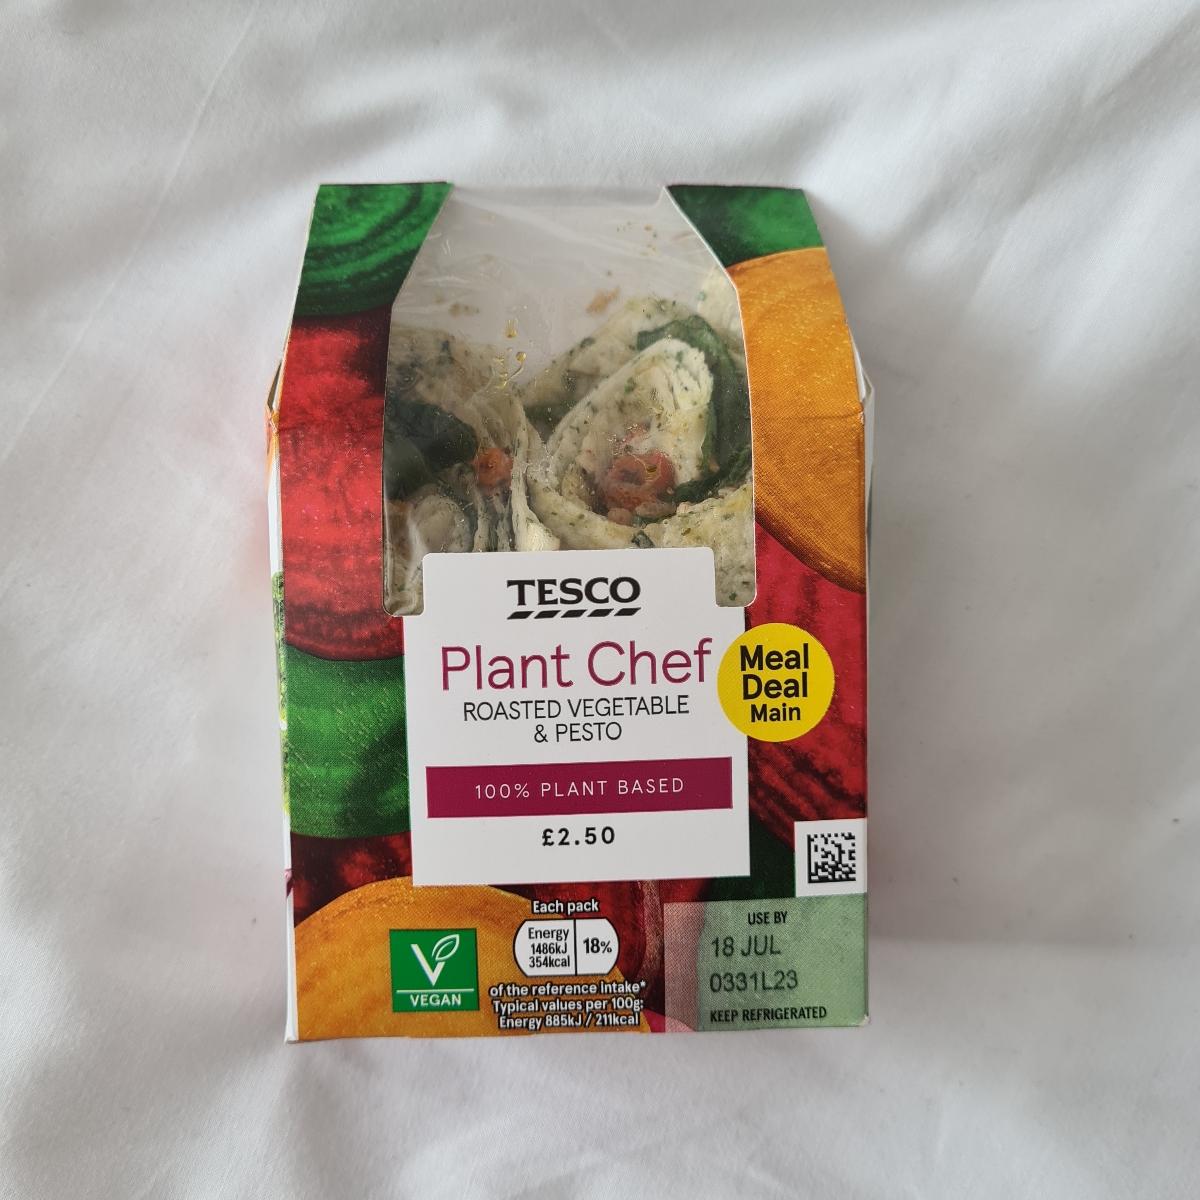 TESCO
Plant Chef
ROASTED VEGETABLE
& PESTO
100% PLANT BASED
£2.50
Meal
Deal
Main
Each pack
Energy
1486kJ
354kcal
18%
of the reference intake*
Typical values per 100g:
Energy 885kJ / 211kcal
VEGAN
USE BY
18 JUL
0331L23
KEEP REFRIGERATED